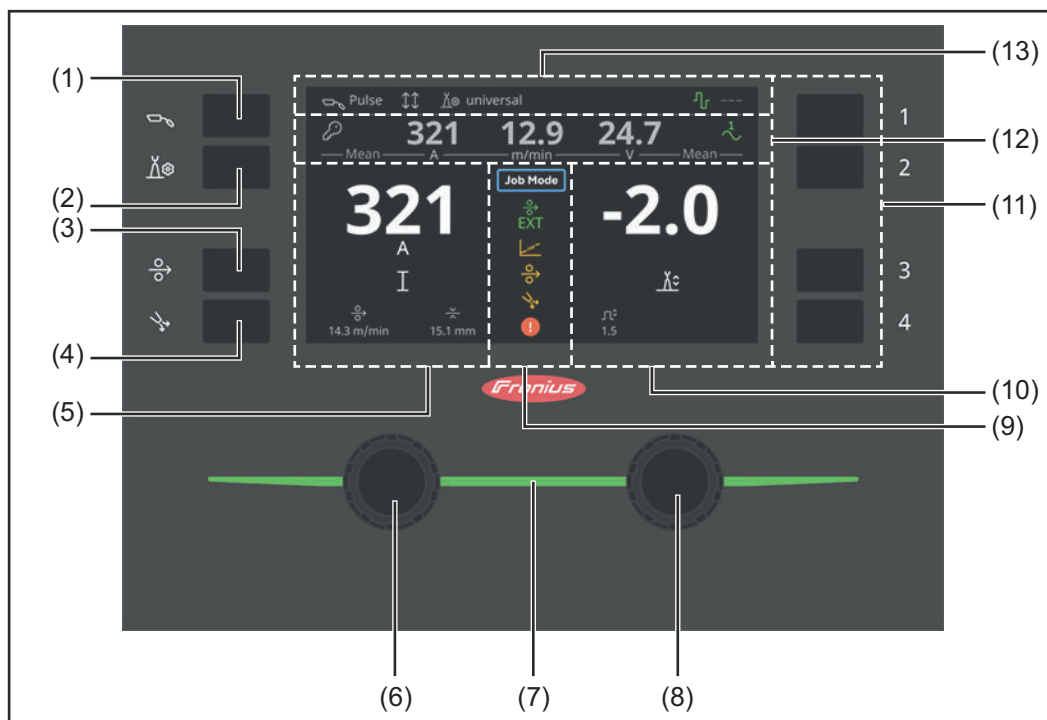 (13)
(1)
Pulse universal ---
1
321 12.9 24.7 1
(12)
Mean A m/min V Mean
2
(2)
Job Mode
(11)
321 -2.0
(3)
EXT
A
3
14.3 m/min 15.1 mm ! 1.5
4
(4)
(5) Fronius (10)
(9)
(6) (7) (8)